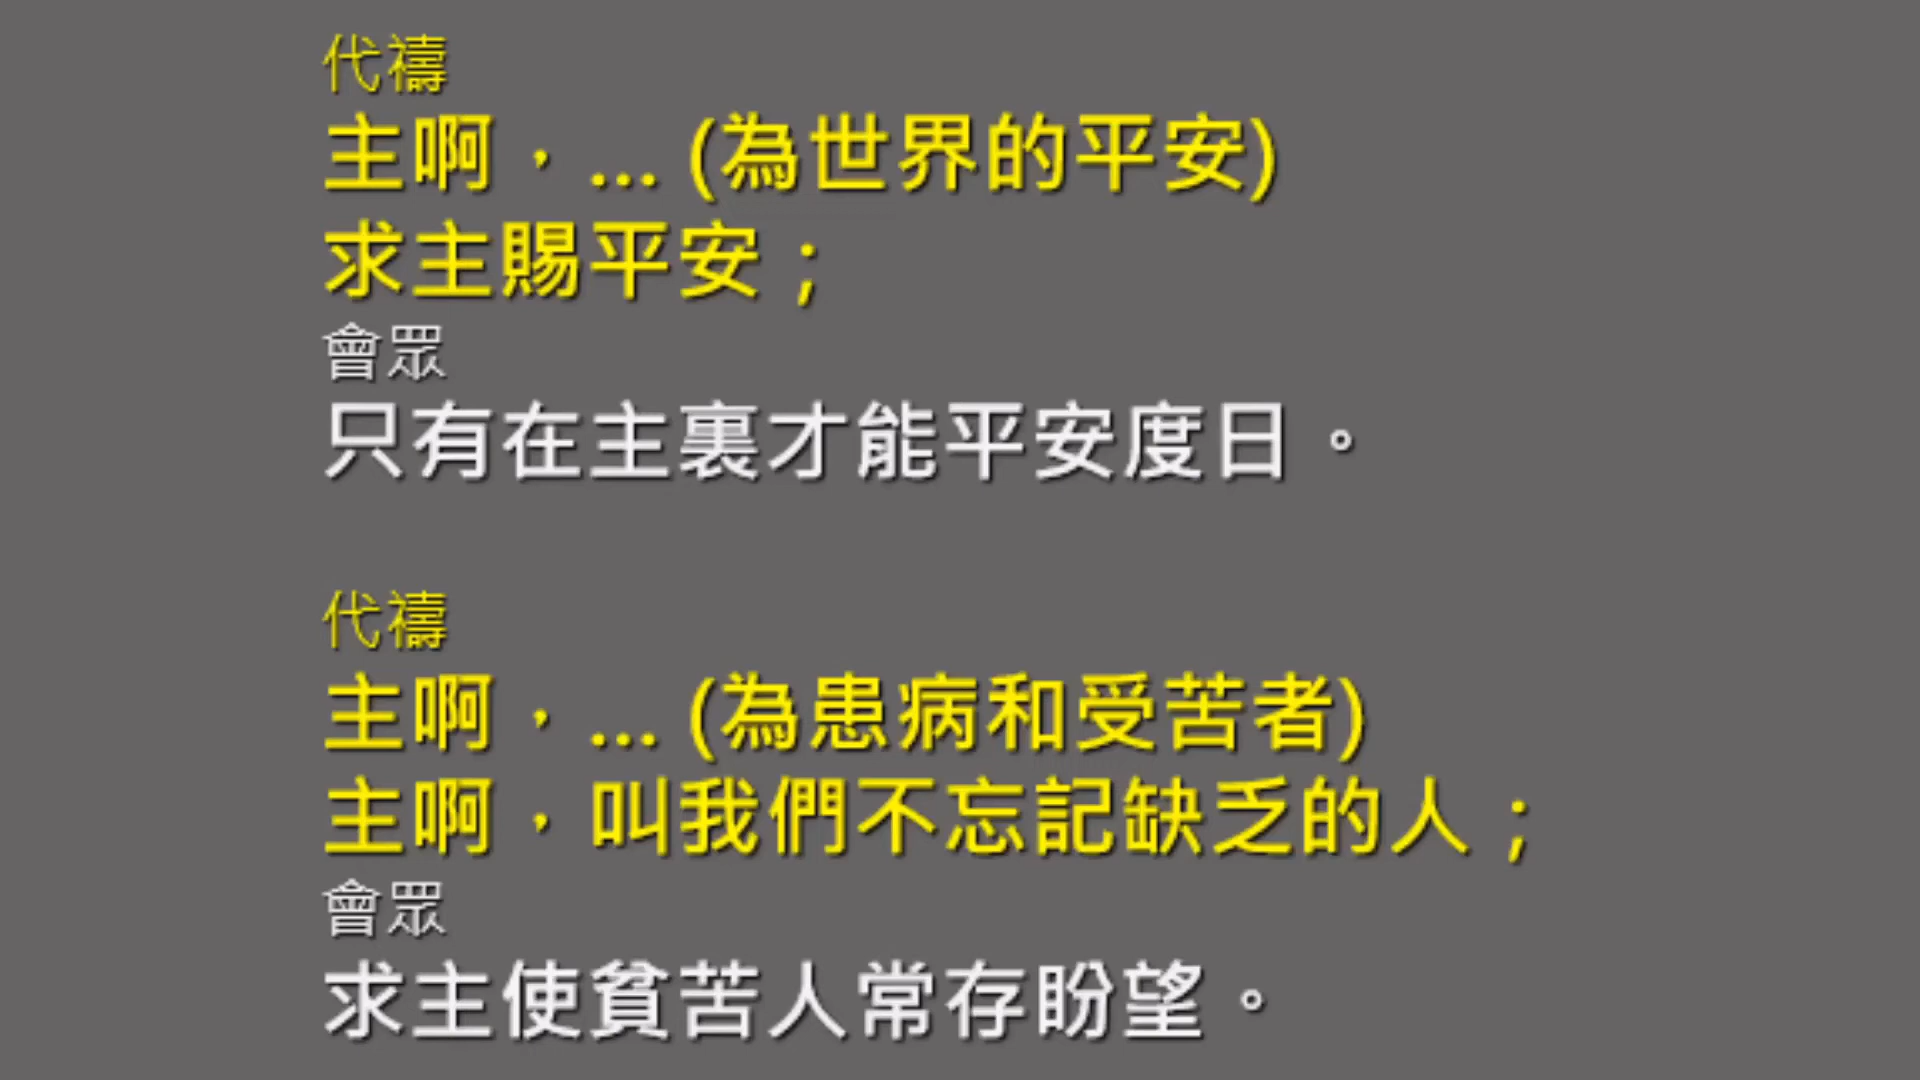 代禱
主啊，... (為世界的平安)
求主賜平安；
會眾
只有在主裏才能平安度日。
代禱
主啊，... (為患病和受苦者)
主啊，叫我們不忘記缺乏的人；
會眾
求主使貧苦人常存盼望。